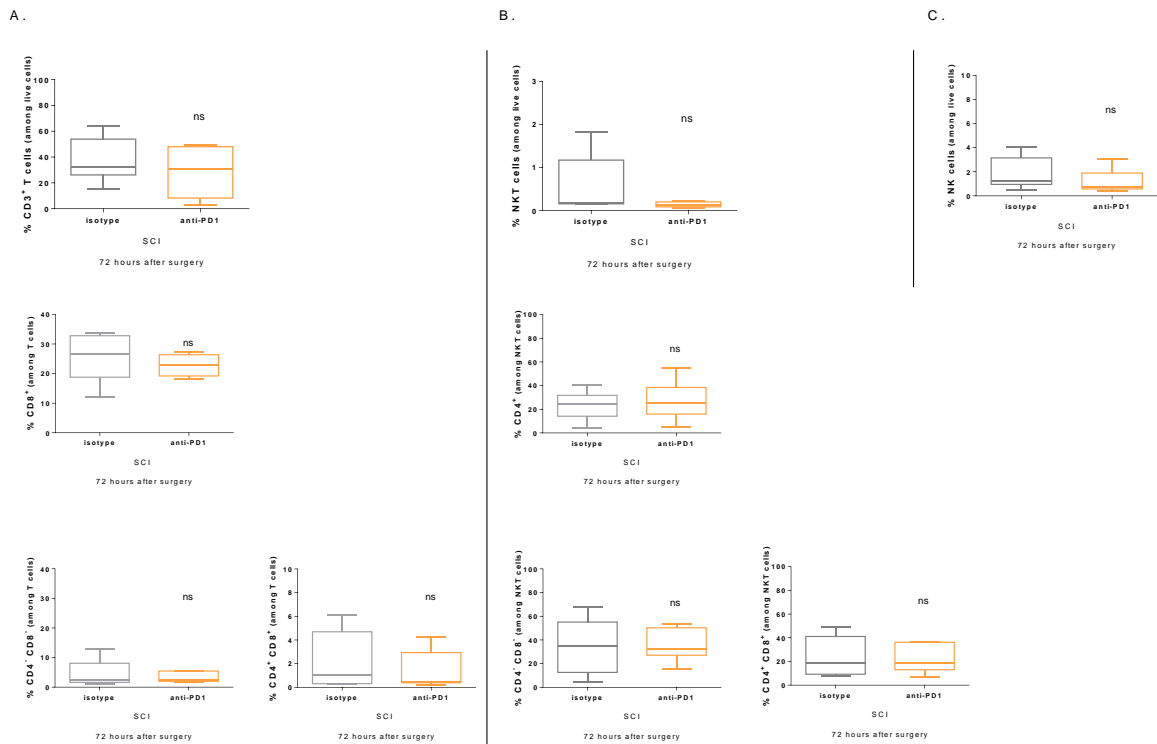 A.
B.
C.
% CD3⁺ T cells (among live cells)
100
80
60
40
20
0
ns
isotype
anti-PD1
SCI
72 hours after surgery
% NKT cells (among live cells)
3
2
1
0
ns
isotype
anti-PD1
SCI
72 hours after surgery
% NK cells (among live cells)
10
8
6
4
2
0
ns
isotype
anti-PD1
SCI
72 hours after surgery
% CD8⁺ (among T cells)
40
30
20
10
0
ns
isotype
anti-PD1
SCI
72 hours after surgery
% CD4⁺ (among NKT cells)
100
80
60
40
20
0
ns
isotype
anti-PD1
SCI
72 hours after surgery
% CD4⁻ CD8⁻ (among T cells)
40
30
20
10
0
ns
isotype
anti-PD1
SCI
72 hours after surgery
% CD4⁺ CD8⁺ (among T cells)
10
8
6
4
2
0
ns
isotype
anti-PD1
SCI
72 hours after surgery
% CD4⁻ CD8⁻ (among NKT cells)
100
80
60
40
20
0
ns
isotype
anti-PD1
SCI
72 hours after surgery
% CD4⁺ CD8⁺ (among NKT cells)
100
80
60
40
20
0
ns
isotype
anti-PD1
SCI
72 hours after surgery